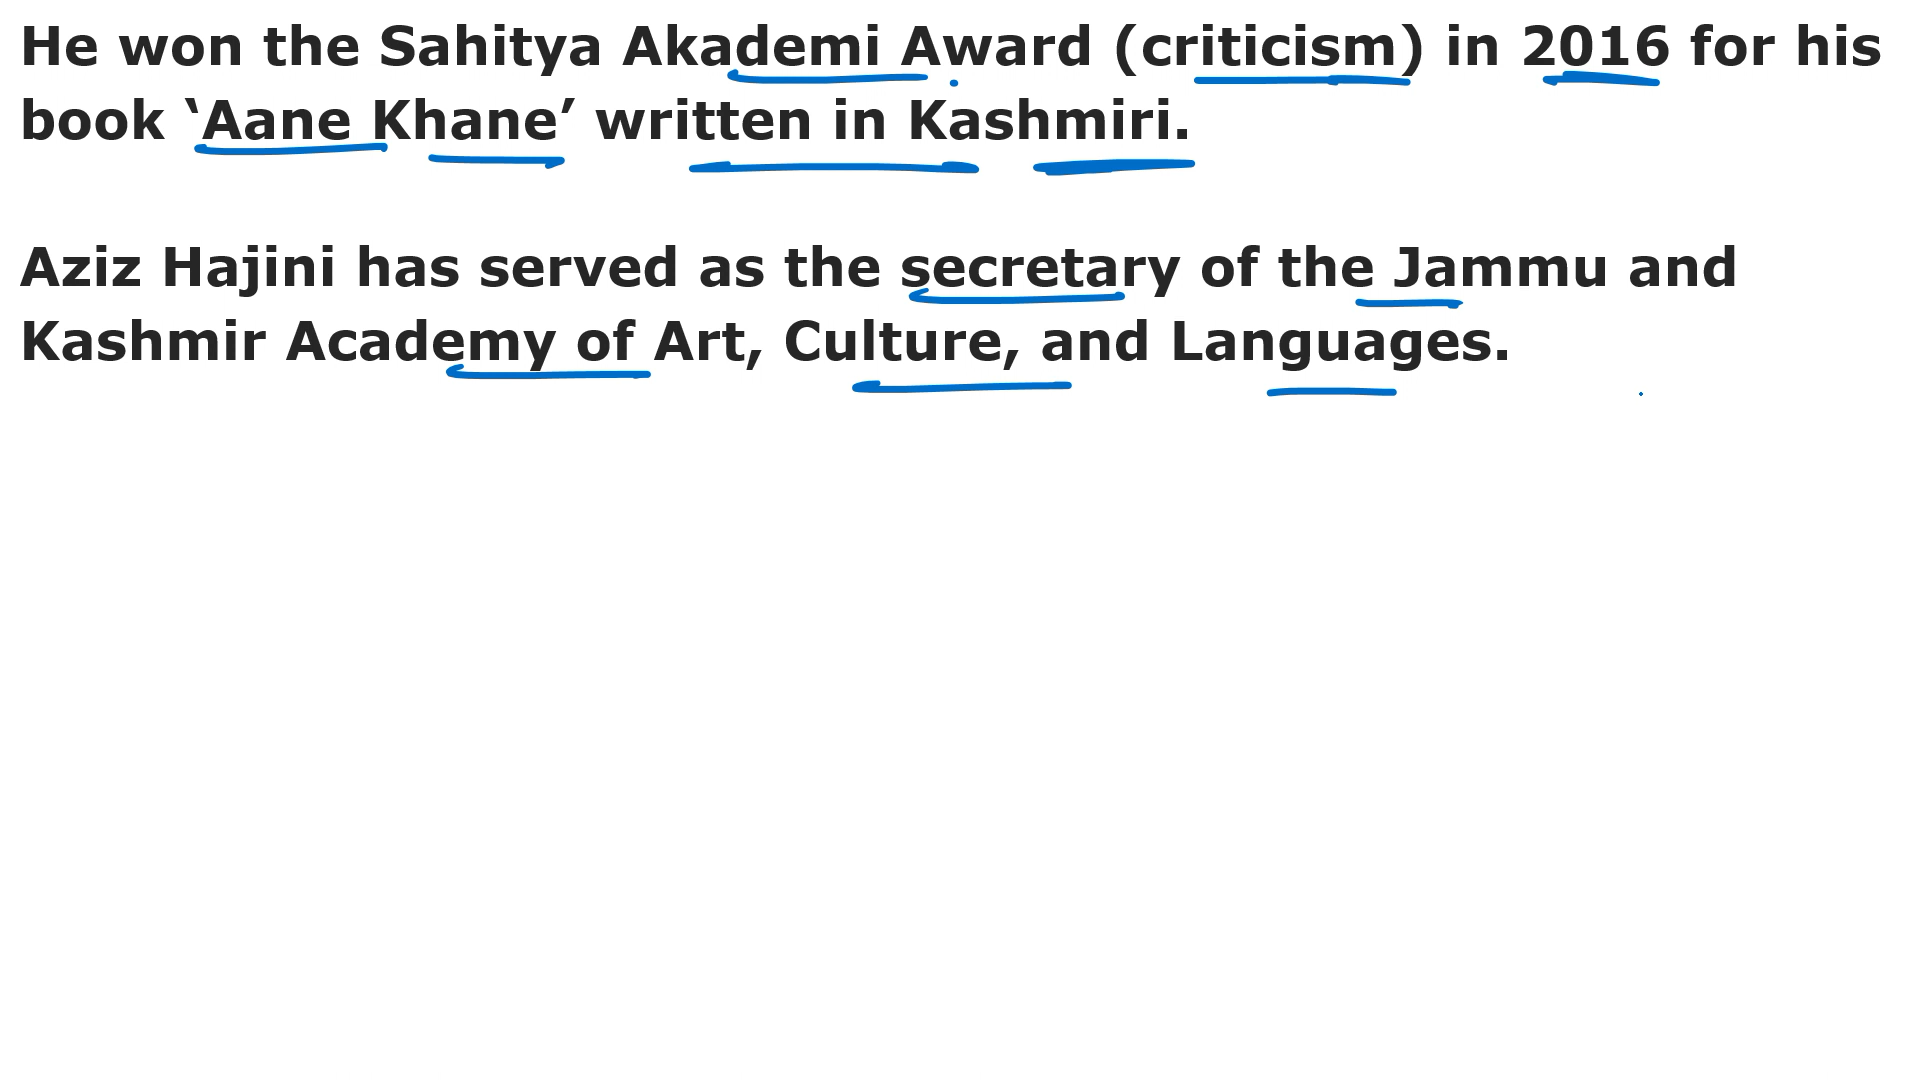 He won the Sahitya Akademi Award (criticism) in 2016 for his
book ‘Aane Khane’ written in Kashmiri.
Aziz Hajini has served as the secretary of the Jammu and
Kashmir Academy of Art, Culture, and Languages.